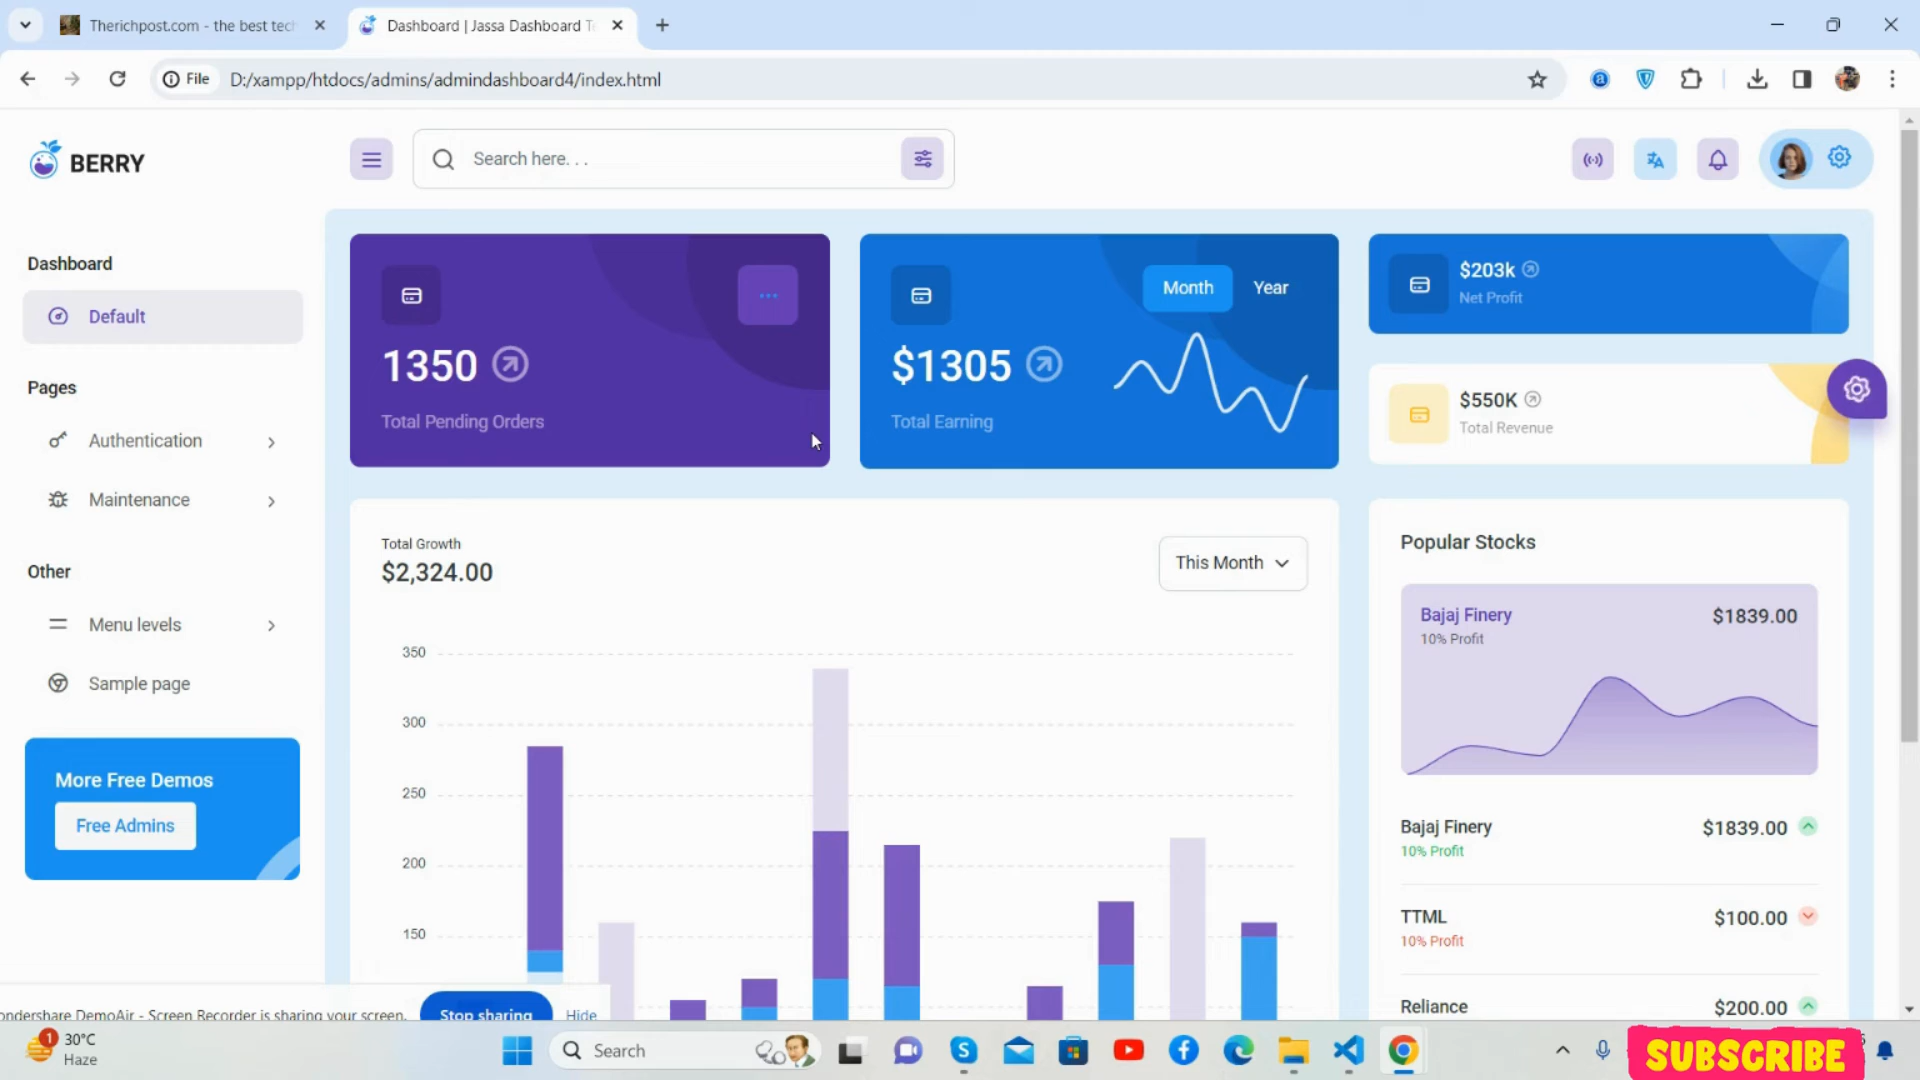 Therichpost.com - the best tech
Dashboard | Jassa Dashboard Te
File
D:/xampp/htdocs/admins/admindashboard4/index.html
BERRY
Search here. . .
Dashboard
Default
Pages
Authentication
Maintenance
Other
Menu levels
Sample page
More Free Demos
Free Admins
1350
Total Pending Orders
Month
Year
$1305
Total Earning
$203k
Net Profit
$550K
Total Revenue
Total Growth
$2,324.00
This Month
350
300
250
200
150
Popular Stocks
Bajaj Finery
$1839.00
10% Profit
Bajaj Finery
$1839.00
10% Profit
TTML
$100.00
10% Profit
Reliance
$200.00
ondershare DemoAir - Screen Recorder is sharing your screen.
Stop sharing
Hide
1
30°C
Haze
Search
SUBSCRIBE